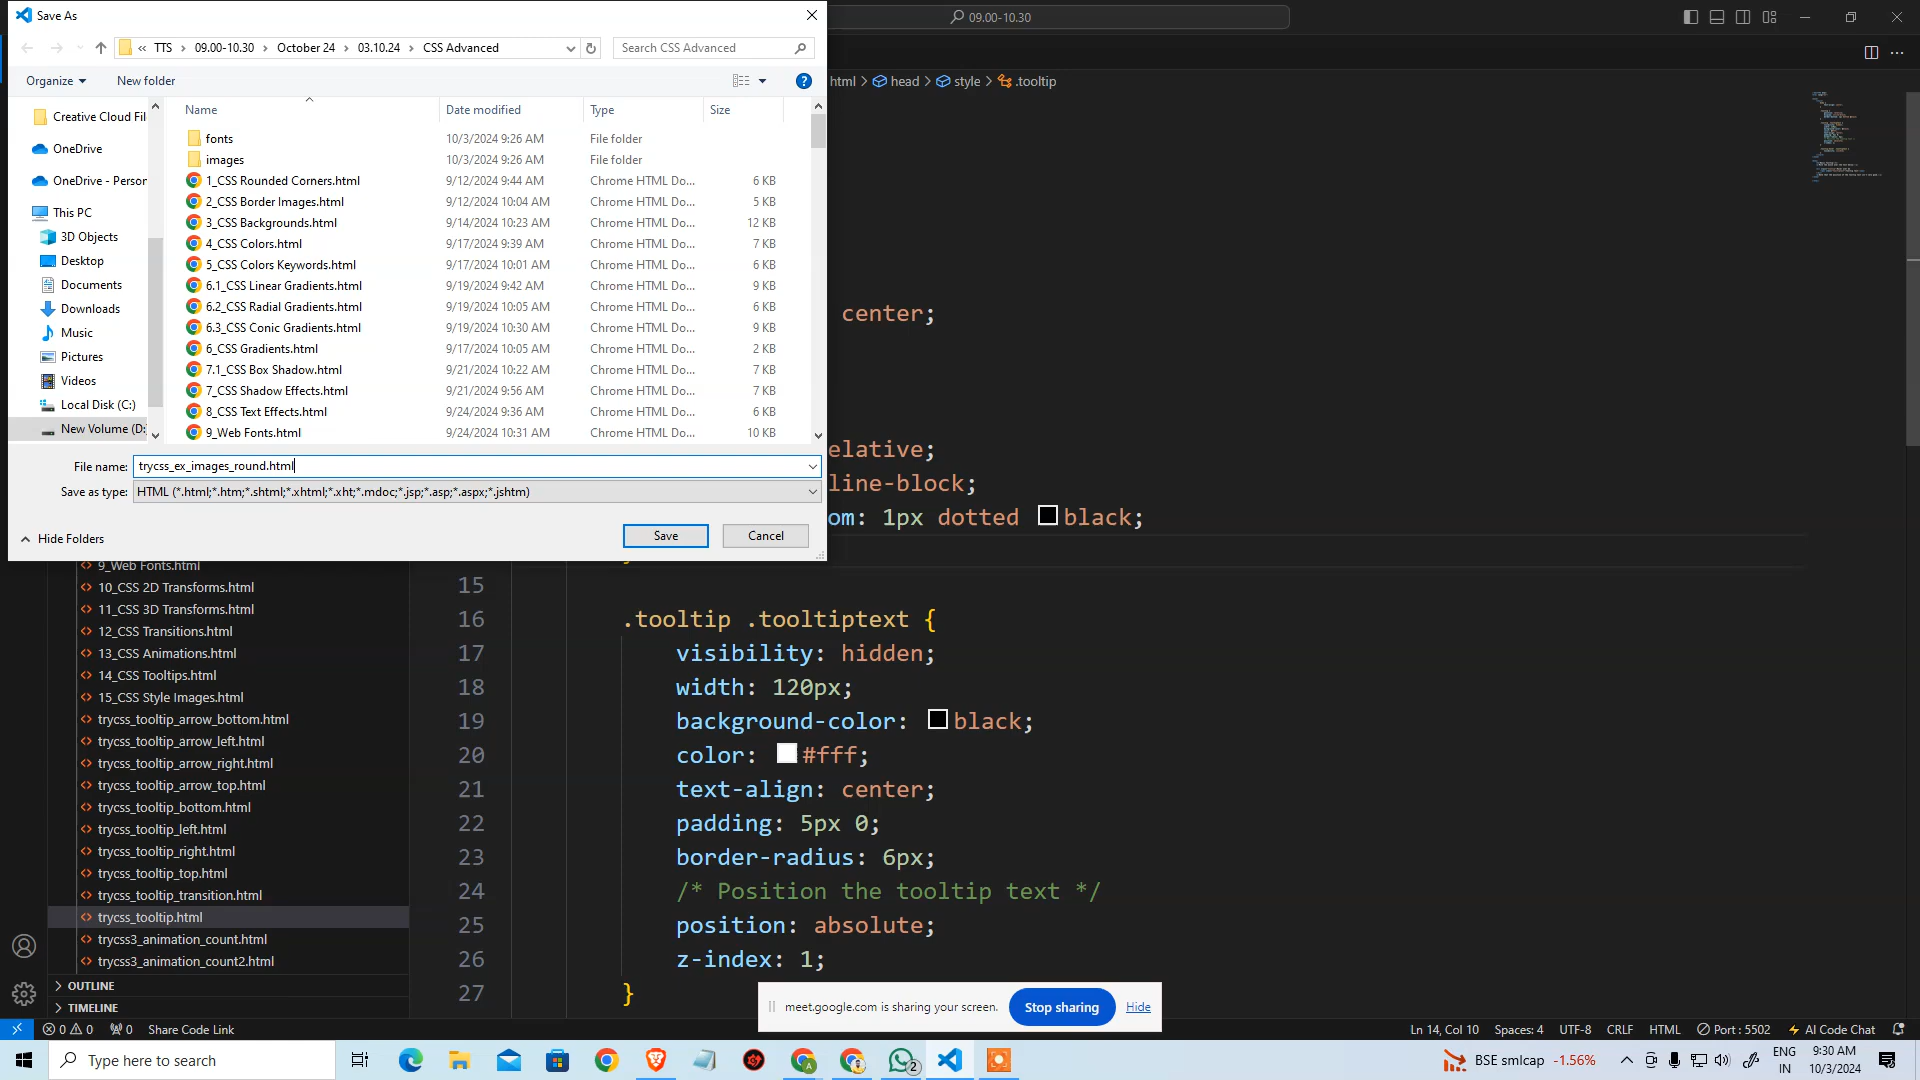 Save As
09.00-10.30
« TTS > 09.00-10.30 > October 24 > 03.10.24 > CSS Advanced
Search CSS Advanced
Organize
New folder
html > head > style > .tooltip
Name Date modified Type Size
fonts 10/3/2024 9:26 AM File folder
images 10/3/2024 9:26 AM File folder
1_CSS Rounded Corners.html 9/12/2024 9:44 AM Chrome HTML Do... 6 KB
2_CSS Border Images.html 9/12/2024 10:04 AM Chrome HTML Do... 5 KB
3_CSS Backgrounds.html 9/14/2024 10:23 AM Chrome HTML Do... 12 KB
4_CSS Colors.html 9/17/2024 9:39 AM Chrome HTML Do... 7 KB
5_CSS Colors Keywords.html 9/17/2024 10:01 AM Chrome HTML Do... 6 KB
6.1_CSS Linear Gradients.html 9/19/2024 9:42 AM Chrome HTML Do... 9 KB
6.2_CSS Radial Gradients.html 9/19/2024 10:05 AM Chrome HTML Do... 6 KB
6.3_CSS Conic Gradients.html 9/19/2024 10:30 AM Chrome HTML Do... 9 KB
6_CSS Gradients.html 9/17/2024 10:05 AM Chrome HTML Do... 2 KB
7.1_CSS Box Shadow.html 9/21/2024 10:22 AM Chrome HTML Do... 7 KB
7_CSS Shadow Effects.html 9/21/2024 9:56 AM Chrome HTML Do... 7 KB
8_CSS Text Effects.html 9/24/2024 9:36 AM Chrome HTML Do... 6 KB
9_Web Fonts.html 9/24/2024 10:31 AM Chrome HTML Do... 10 KB
Creative Cloud Fil
OneDrive
OneDrive - Person
This PC
3D Objects
Desktop
Documents
Downloads
Music
Pictures
Videos
Local Disk (C:)
New Volume (D:
File name: trycss_ex_images_round.html
Save as type: HTML (*.html;*.htm;*.shtml;*.xhtml;*.xht;*.mdoc;*.jsp;*.asp;*.aspx;*.jshtm)
Hide Folders
Save
Cancel
center;
elative;
line-block;
om: 1px dotted black;
9_Web Fonts.html
10_CSS 2D Transforms.html
11_CSS 3D Transforms.html
12_CSS Transitions.html
13_CSS Animations.html
14_CSS Tooltips.html
15_CSS Style Images.html
trycss_tooltip_arrow_bottom.html
trycss_tooltip_arrow_left.html
trycss_tooltip_arrow_right.html
trycss_tooltip_arrow_top.html
trycss_tooltip_bottom.html
trycss_tooltip_left.html
trycss_tooltip_right.html
trycss_tooltip_top.html
trycss_tooltip_transition.html
trycss_tooltip.html
trycss3_animation_count.html
trycss3_animation_count2.html
OUTLINE
TIMELINE
15
16 .tooltip .tooltiptext {
17 visibility: hidden;
18 width: 120px;
19 background-color: black;
20 color: #fff;
21 text-align: center;
22 padding: 5px 0;
23 border-radius: 6px;
24 /* Position the tooltip text */
25 position: absolute;
26 z-index: 1;
27 }
meet.google.com is sharing your screen.
Stop sharing
Hide
0 0 0 Share Code Link
Ln 14, Col 10 Spaces: 4 UTF-8 CRLF HTML Port : 5502 AI Code Chat
Type here to search
2
BSE smlcap -1.56%
ENG
IN
9:30 AM
10/3/2024